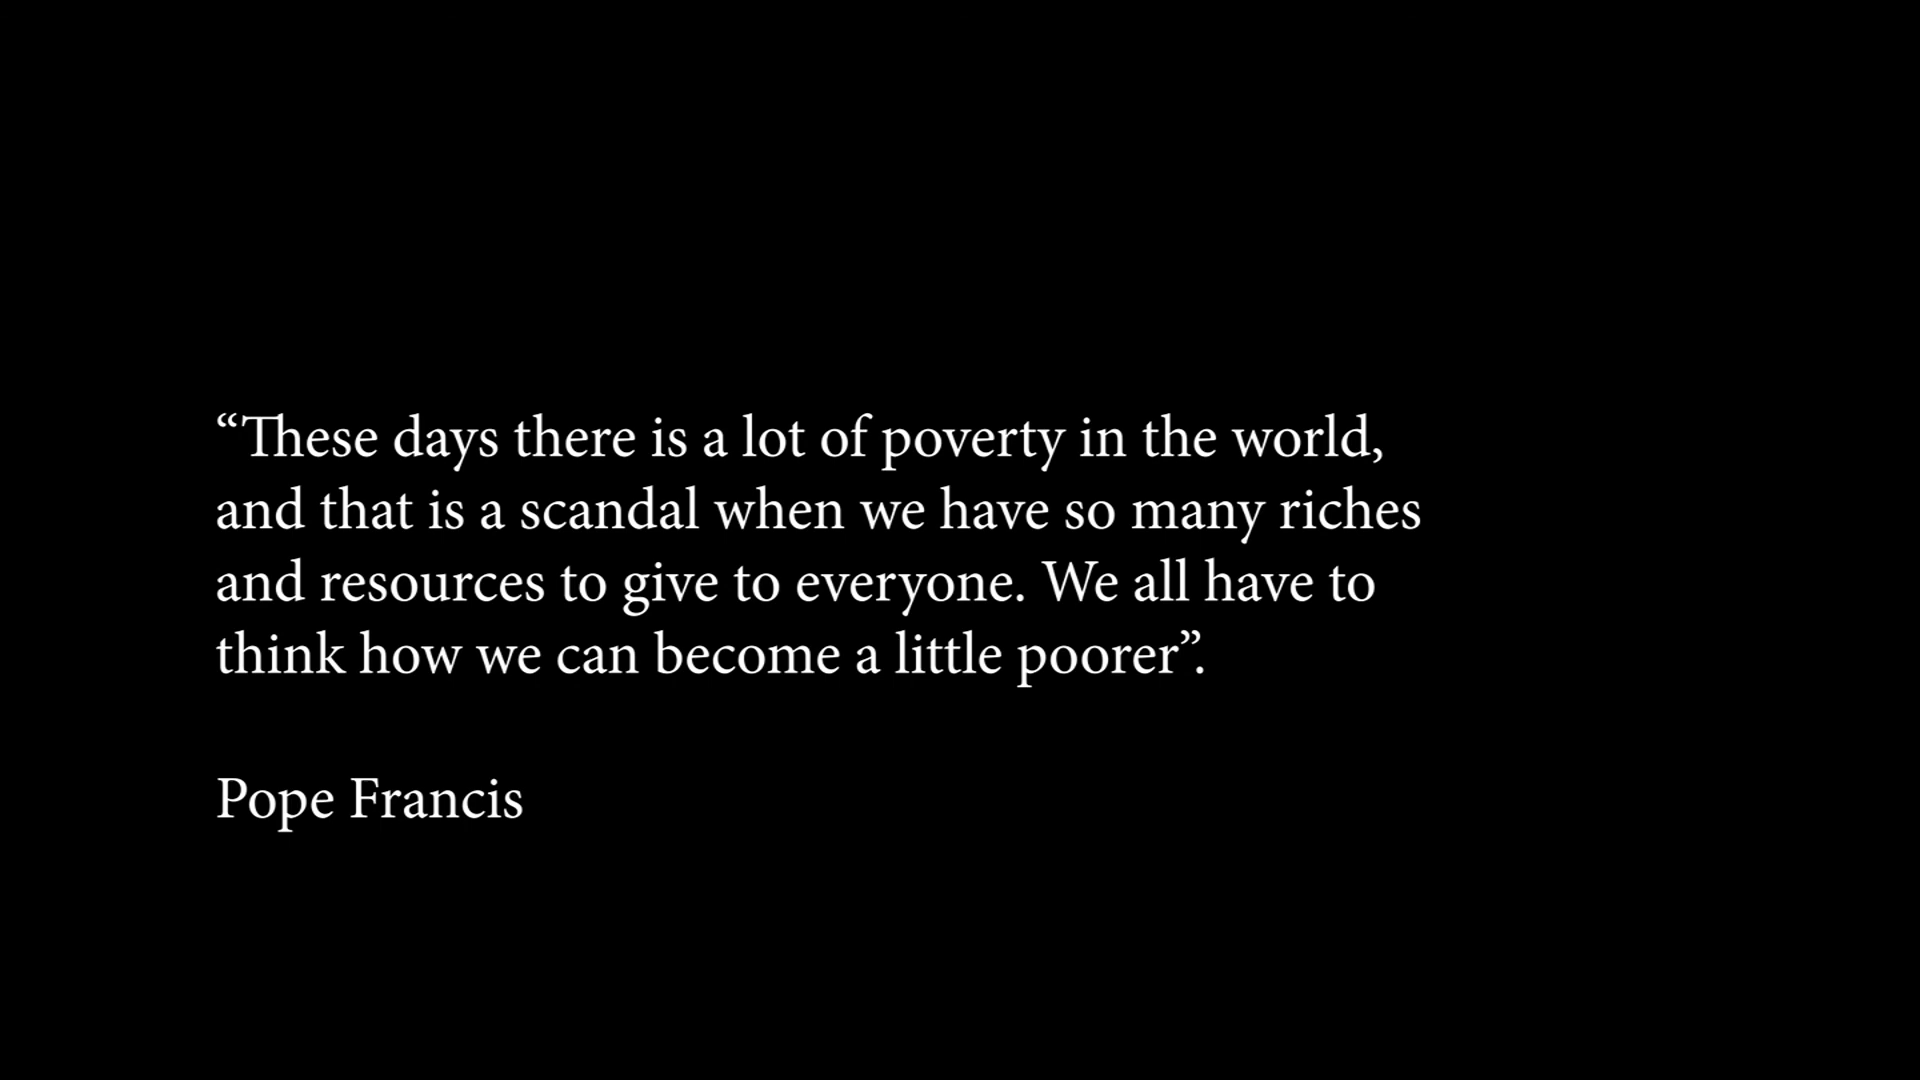 “These days there is a lot of poverty in the world,
and that is a scandal when we have so many riches
and resources to give to everyone. We all have to
think how we can become a little poorer”.
Pope Francis